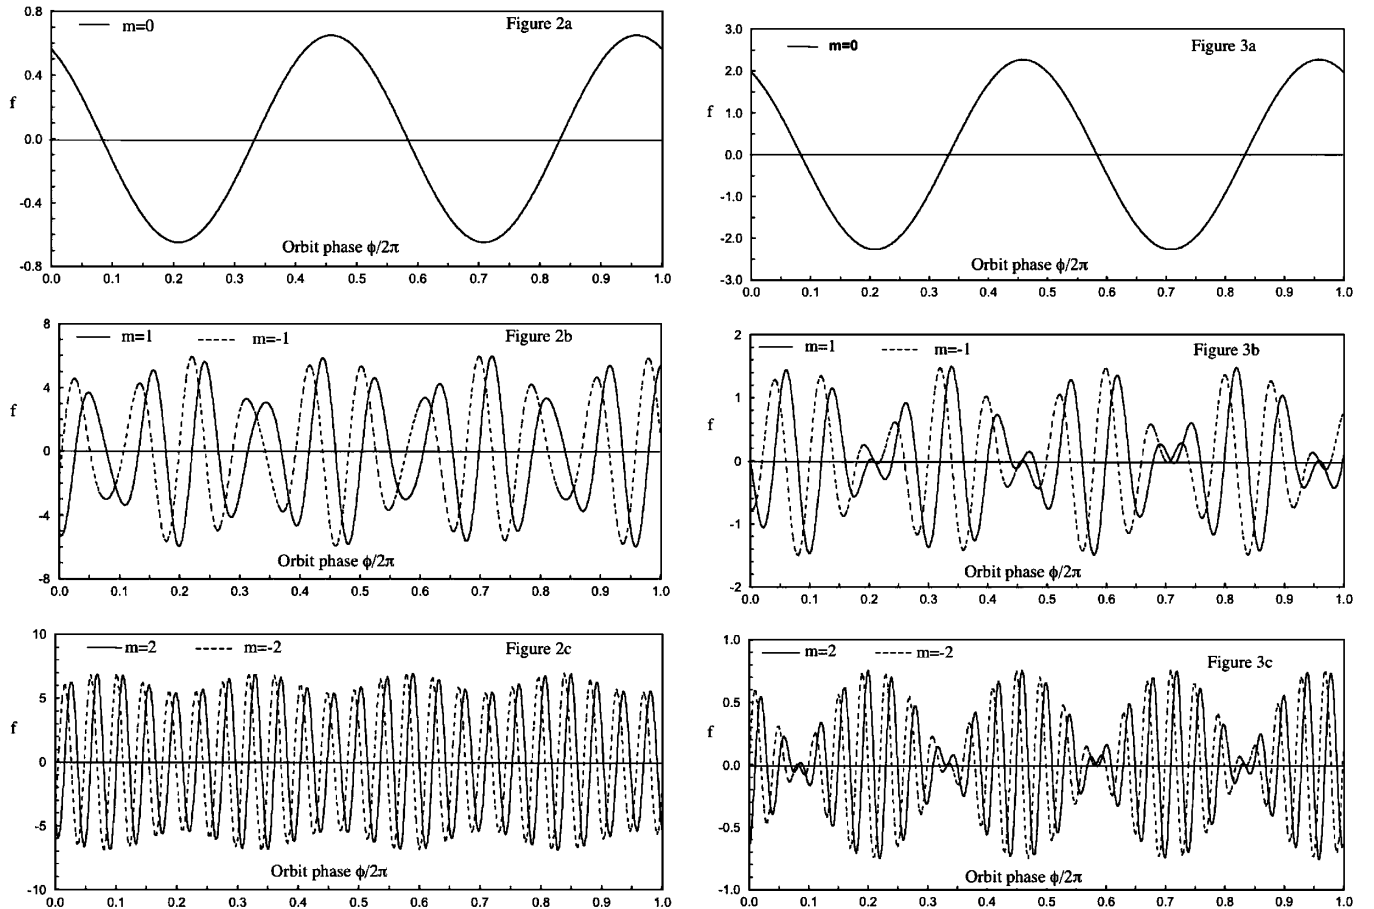 m=0
Figure 2a
0.8
0.4
f
0.0
-0.4
Orbit phase ϕ/2π
-0.8
0.0 0.1 0.2 0.3 0.4 0.5 0.6 0.7 0.8 0.9 1.0
m=0
Figure 3a
3.0
2.0
1.0
f
0.0
-1.0
-2.0
Orbit phase ϕ/2π
-3.0
0.0 0.1 0.2 0.3 0.4 0.5 0.6 0.7 0.8 0.9 1.0
m=1 m=-1
Figure 2b
8
4
f
0
-4
Orbit phase ϕ/2π
-8
0.0 0.1 0.2 0.3 0.4 0.5 0.6 0.7 0.8 0.9 1.0
m=1 m=-1
Figure 3b
2
1
f
0
-1
Orbit phase ϕ/2π
-2
0.0 0.1 0.2 0.3 0.4 0.5 0.6 0.7 0.8 0.9 1.0
m=2 m=-2
Figure 2c
10
5
f
0
-5
Orbit phase ϕ/2π
-10
0.0 0.1 0.2 0.3 0.4 0.5 0.6 0.7 0.8 0.9 1.0
m=2 m=-2
Figure 3c
1.0
0.5
f
0.0
-0.5
Orbit phase ϕ/2π
-1.0
0.0 0.1 0.2 0.3 0.4 0.5 0.6 0.7 0.8 0.9 1.0